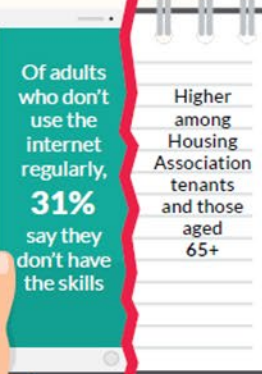 Of adults
who don't
use the
internet
regularly,
31%
say they
don't have
the skills
Higher
among
Housing
Association
tenants
and those
aged
65+